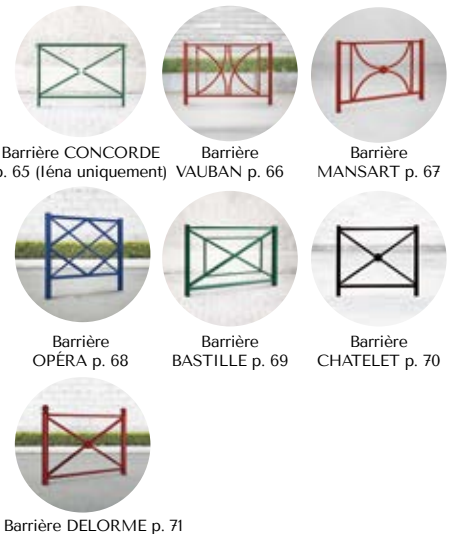 Barrière CONCORDE
p. 65 (Iéna uniquement)
Barrière
VAUBAN p. 66
Barrière
MANSART p. 67
Barrière
OPÉRA p. 68
Barrière
BASTILLE p. 69
Barrière
CHATELET p. 70
Barrière DELORME p. 71